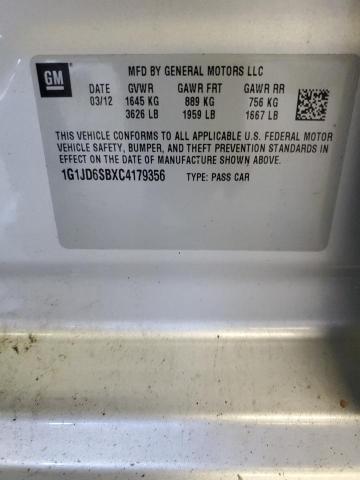 GM
MFD BY GENERAL MOTORS LLC
DATE GVWR GAWR FRT GAWR RR
03/12 1645 KG 889 KG 756 KG
3626 LB 1959 LB 1667 LB
THIS VEHICLE CONFORMS TO ALL APPLICABLE U.S. FEDERAL MOTOR
VEHICLE SAFETY, BUMPER, AND THEFT PREVENTION STANDARDS IN
EFFECT ON THE DATE OF MANUFACTURE SHOWN ABOVE.
1G1JD6SBXC4179356 TYPE: PASS CAR